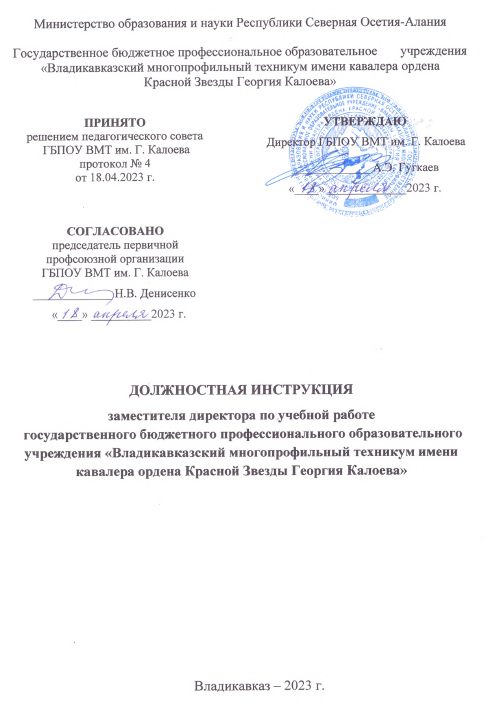 Министерство образования и науки Республики Северная Осетия-Алания
Государственное бюджетное профессиональное образовательное учреждения
«Владикавказский многопрофильный техникум имени кавалера ордена
Красной Звезды Георгия Калоева»
ПРИНЯТО
решением педагогического совета
ГБПОУ ВМТ им. Г. Калоева
протокол № 4
от 18.04.2023 г.
УТВЕРЖДАЮ
Директор ГБПОУ ВМТ им. Г. Калоева
А.Э. Гугкаев
« 18 » апреля 2023 г.
СОГЛАСОВАНО
председатель первичной
профсоюзной организации
ГБПОУ ВМТ им. Г. Калоева
Н.В. Денисенко
« 18 » апреля 2023 г.
ДОЛЖНОСТНАЯ ИНСТРУКЦИЯ
заместителя директора по учебной работе
государственного бюджетного профессионального образовательного
учреждения «Владикавказский многопрофильный техникум имени
кавалера ордена Красной Звезды Георгия Калоева»
Владикавказ – 2023 г.